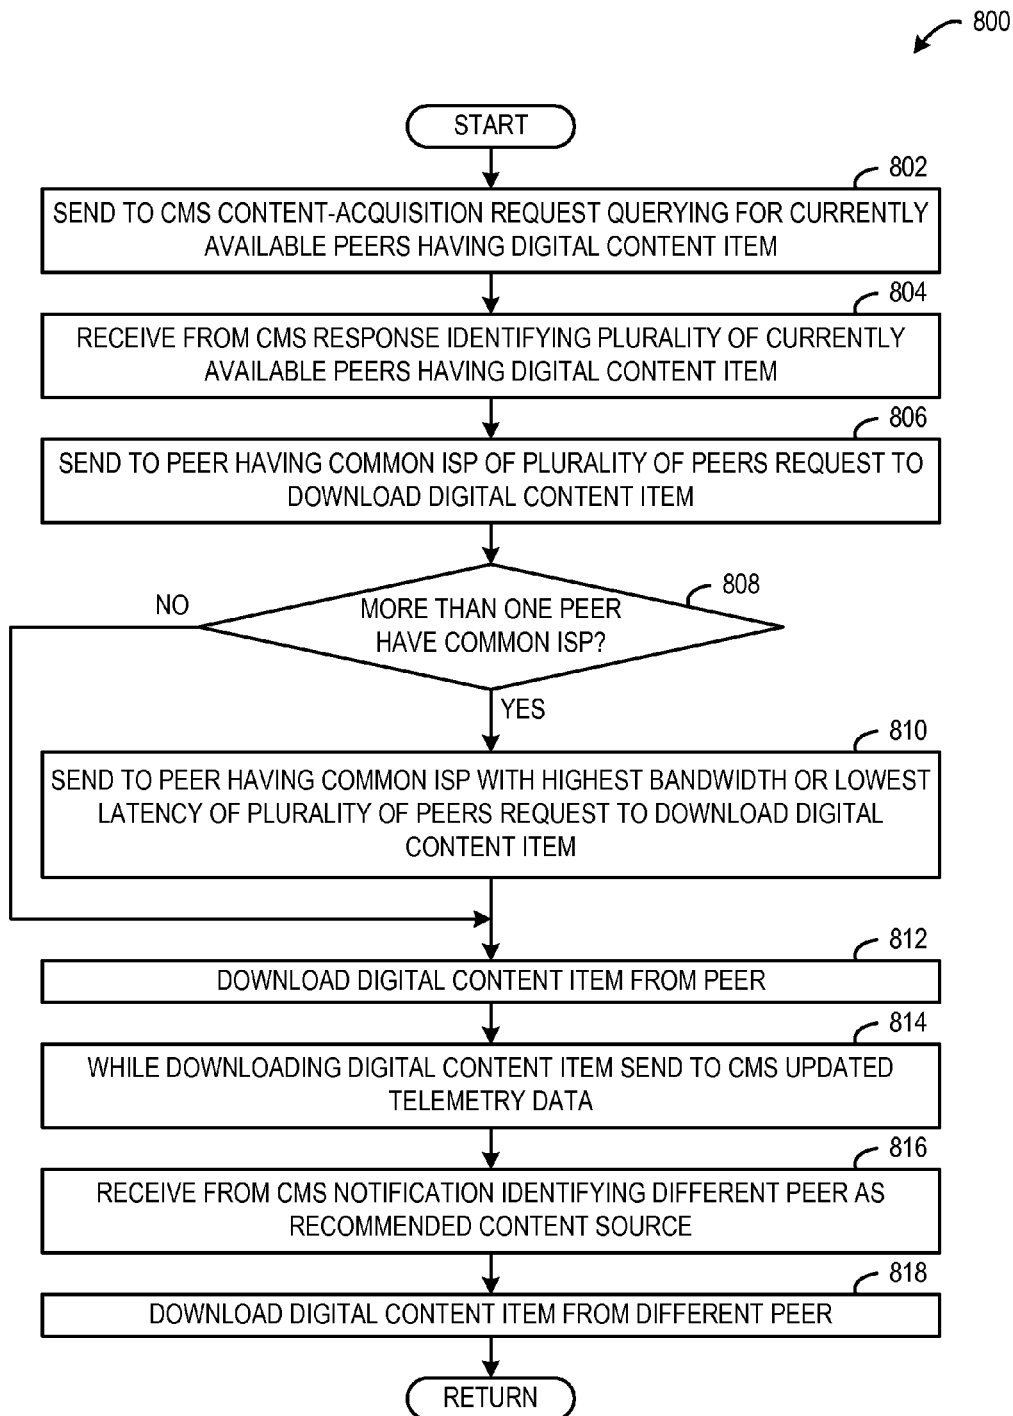 800
START
802
SEND TO CMS CONTENT-ACQUISITION REQUEST QUERYING FOR CURRENTLY
AVAILABLE PEERS HAVING DIGITAL CONTENT ITEM
804
RECEIVE FROM CMS RESPONSE IDENTIFYING PLURALITY OF CURRENTLY
AVAILABLE PEERS HAVING DIGITAL CONTENT ITEM
806
SEND TO PEER HAVING COMMON ISP OF PLURALITY OF PEERS REQUEST TO
DOWNLOAD DIGITAL CONTENT ITEM
808
NO
MORE THAN ONE PEER
HAVE COMMON ISP?
YES
810
SEND TO PEER HAVING COMMON ISP WITH HIGHEST BANDWIDTH OR LOWEST
LATENCY OF PLURALITY OF PEERS REQUEST TO DOWNLOAD DIGITAL
CONTENT ITEM
812
DOWNLOAD DIGITAL CONTENT ITEM FROM PEER
814
WHILE DOWNLOADING DIGITAL CONTENT ITEM SEND TO CMS UPDATED
TELEMETRY DATA
816
RECEIVE FROM CMS NOTIFICATION IDENTIFYING DIFFERENT PEER AS
RECOMMENDED CONTENT SOURCE
818
DOWNLOAD DIGITAL CONTENT ITEM FROM DIFFERENT PEER
RETURN